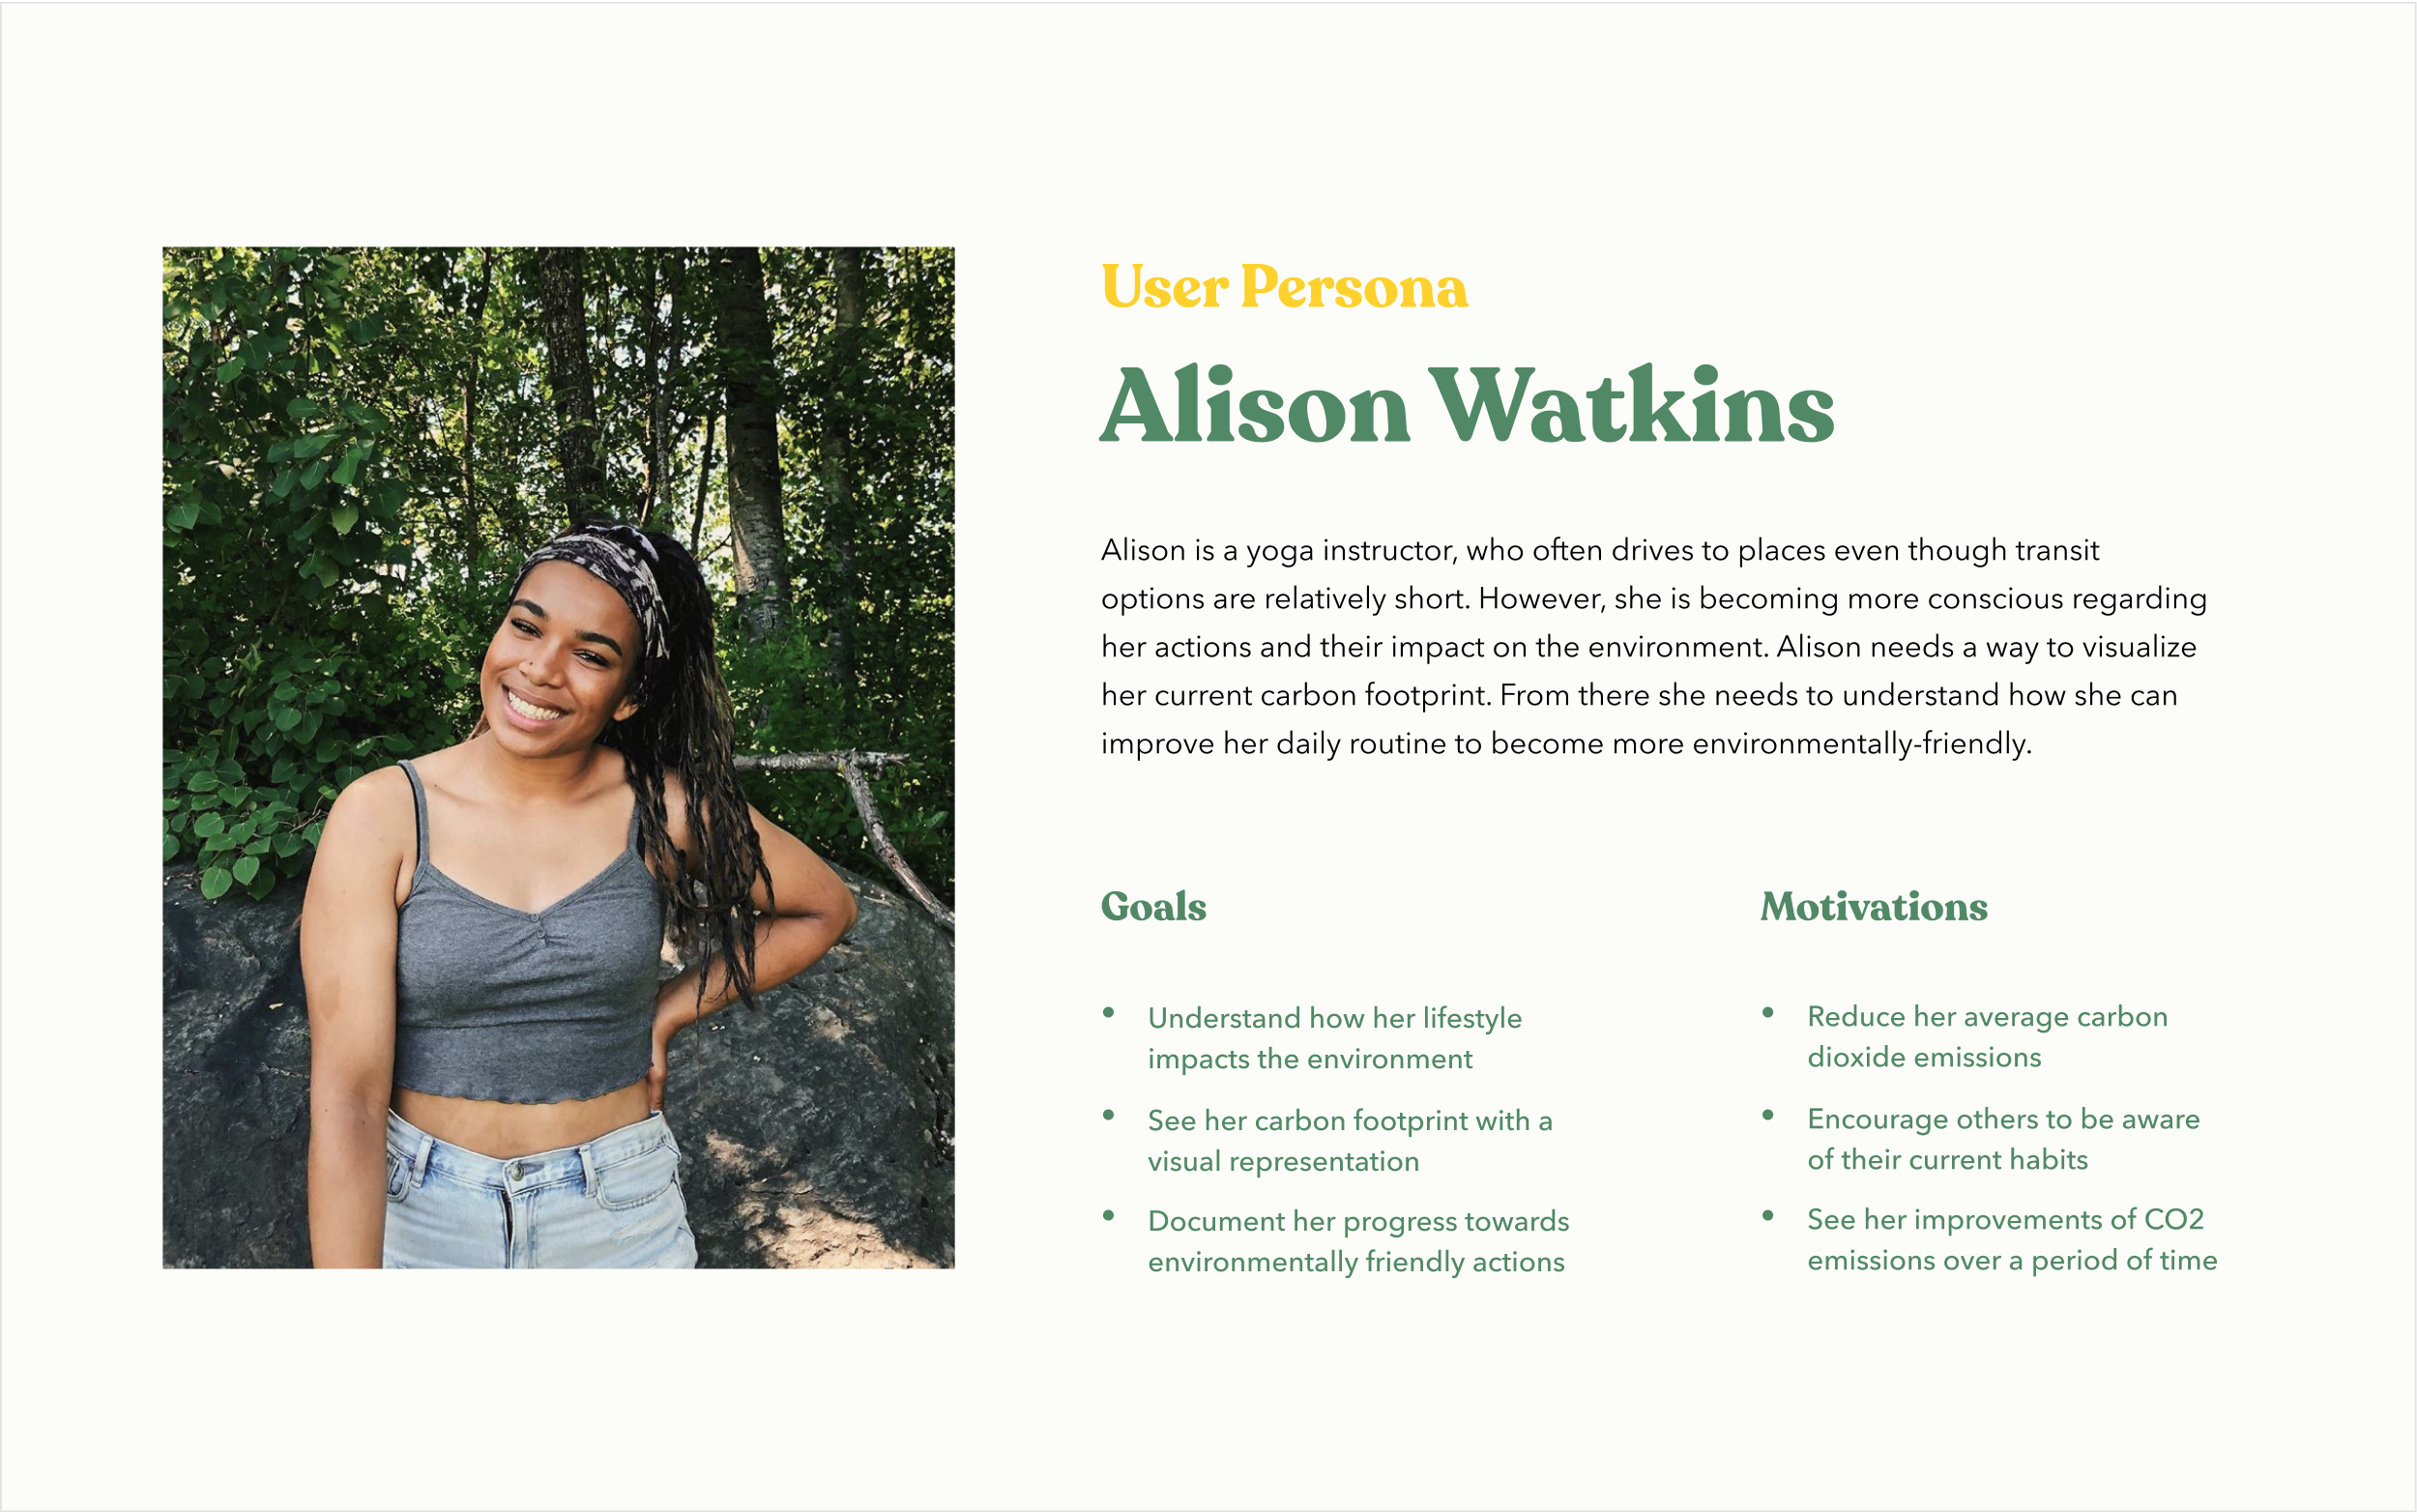 User Persona
Alison Watkins
Alison is a yoga instructor, who often drives to places even though transit
options are relatively short. However, she is becoming more conscious regarding
her actions and their impact on the environment. Alison needs a way to visualize
her current carbon footprint. From there she needs to understand how she can
improve her daily routine to become more environmentally-friendly.
Goals
• Understand how her lifestyle
impacts the environment
• See her carbon footprint with a
visual representation
• Document her progress towards
environmentally friendly actions
Motivations
• Reduce her average carbon
dioxide emissions
• Encourage others to be aware
of their current habits
• See her improvements of CO2
emissions over a period of time